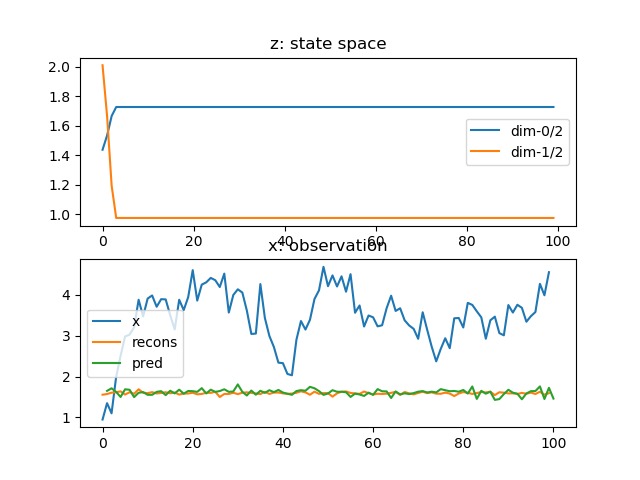 z: state space
2.0
1.8
1.6
1.4
1.2
1.0
dim-0/2
dim-1/2
0 20 40 60 80 100
x: observation
4
3
2
1
x
recons
pred
0 20 40 60 80 100